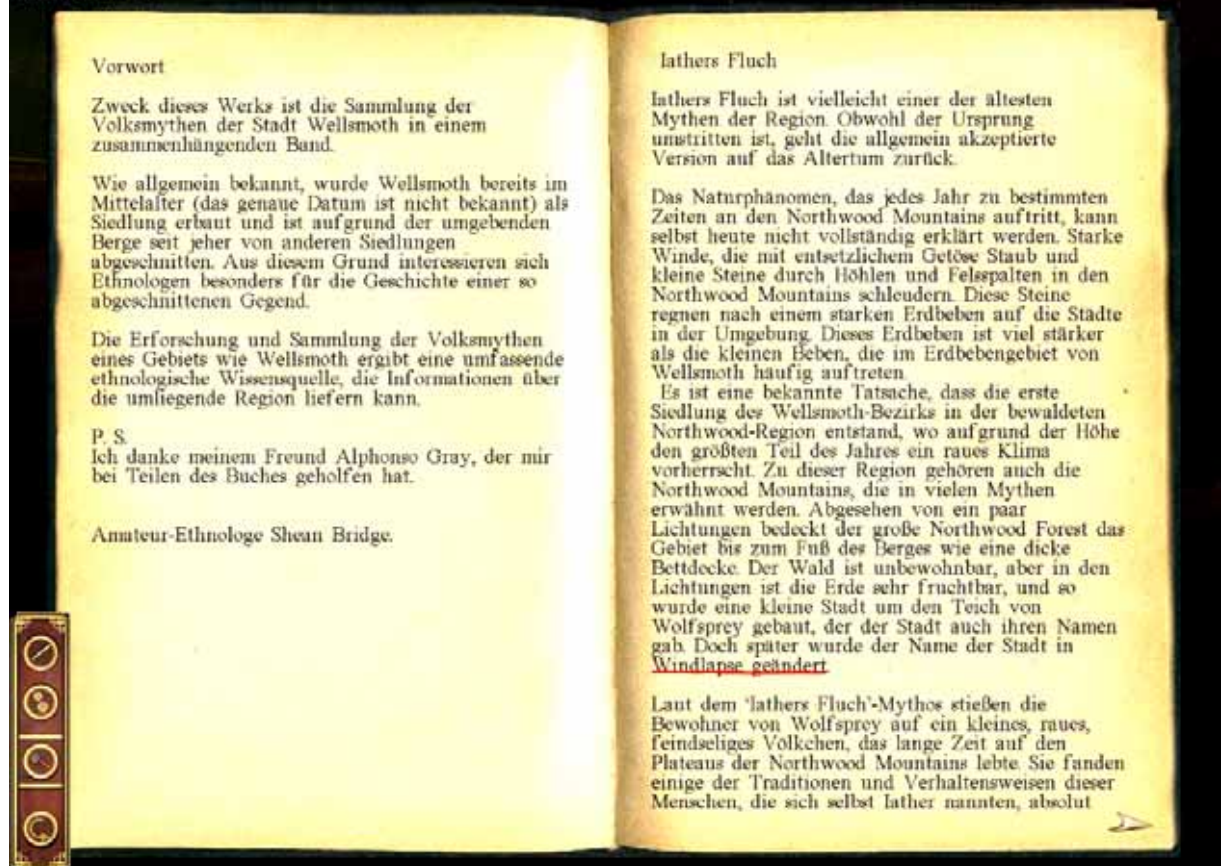 Vorwort
Zweck dieses Werks ist die Sammlung der
Volksmythen der Stadt Wellsmoth in einem
zusammenhängenden Band.
Wie allgemein bekannt, wurde Wellsmoth bereits im
Mittelalter (das genaue Datum ist nicht bekannt) als
Siedlung erbaut und ist aufgrund der umgebenden
Berge seit jeher von anderen Siedlungen
abgeschnitten. Aus diesem Grund interessieren sich
Ethnologen besonders für die Geschichte einer so
abgeschnittenen Gegend.
Die Erforschung und Sammlung der Volksmythen
eines Gebiets wie Wellsmoth ergibt eine umfassende
ethnologische Wissensquelle, die Informationen über
die umliegende Region liefern kann.
P. S.
Ich danke meinem Freund Alphonso Gray, der mir
bei Teilen des Buches geholfen hat.
Amateur-Ethnologe Shean Bridge.
Iathers Fluch
Iathers Fluch ist vielleicht einer der ältesten
Mythen der Region. Obwohl der Ursprung
umstritten ist, geht die allgemein akzeptierte
Version auf das Altertum zurück.
Das Naturphänomen, das jedes Jahr zu bestimmten
Zeiten an den Northwood Mountains auftritt, kann
selbst heute nicht vollständig erklärt werden. Starke
Winde, die mit entsetzlichem Getöse Staub und
kleine Steine durch Höhlen und Felsspalten in den
Northwood Mountains schleudern. Diese Steine
regnen nach einem starken Erdbeben auf die Städte
in der Umgebung. Dieses Erdbeben ist viel stärker
als die kleinen Beben, die im Erdbebengebiet von
Wellsmoth häufig auftreten.
Es ist eine bekannte Tatsache, dass die erste
Siedlung des Wellsmoth-Bezirks in der bewaldeten
Northwood-Region entstand, wo aufgrund der Höhe
den größten Teil des Jahres ein raues Klima
vorherrscht. Zu dieser Region gehören auch die
Northwood Mountains, die in vielen Mythen
erwähnt werden. Abgesehen von ein paar
Lichtungen bedeckt der große Northwood Forest das
Gebiet bis zum Fuß des Berges wie eine dicke
Bettdecke. Der Wald ist unbewohnbar, aber in den
Lichtungen ist die Erde sehr fruchtbar, und so
wurde eine kleine Stadt um den Teich von
Wolfsprey gebaut, der der Stadt auch ihren Namen
gab. Doch später wurde der Name der Stadt in
Windlapse geändert.
Laut dem 'Iathers Fluch'-Mythos stießen die
Bewohner von Wolfsprey auf ein kleines, raues,
feindseliges Völkchen, das lange Zeit auf den
Plateaus der Northwood Mountains lebte. Sie fanden
einige der Traditionen und Verhaltensweisen dieser
Menschen, die sich selbst Iather nannten, absolut